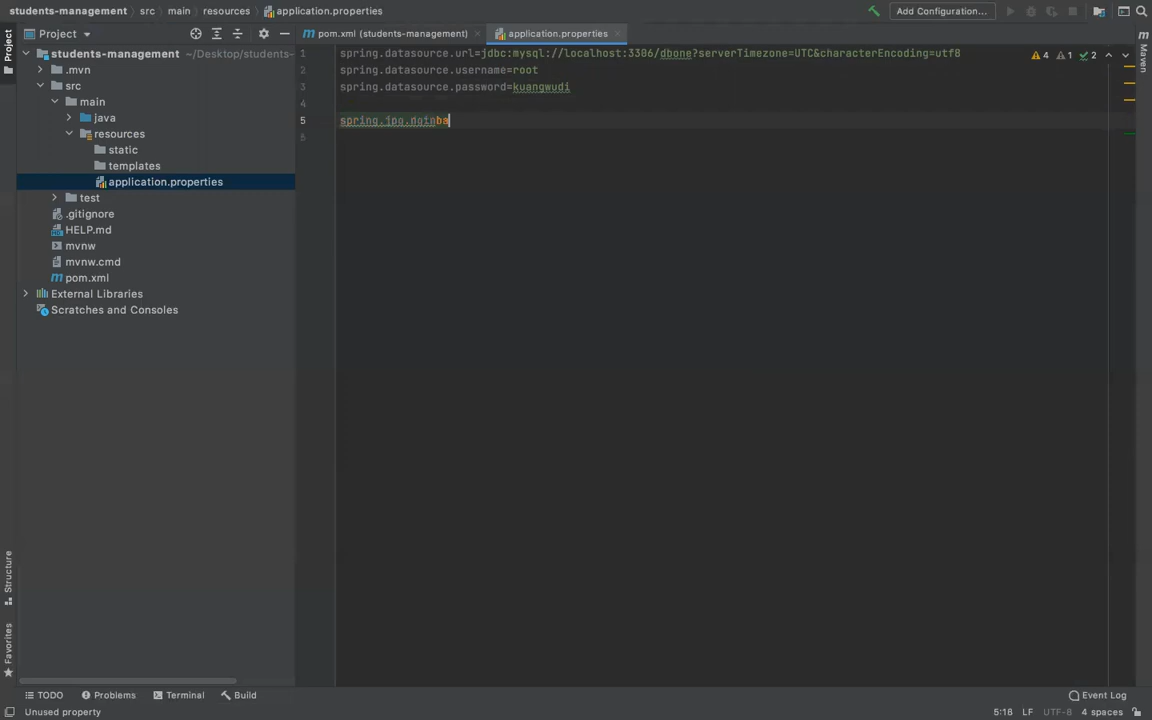 students-management
src
main
resources
application.properties
Add Configuration...
Project
pom.xml (students-management)
application.properties
Project
students-management ~/Desktop/students-
.mvn
src
main
java
resources
static
templates
application.properties
test
.gitignore
HELP.md
mvnw
mvnw.cmd
pom.xml
External Libraries
Scratches and Consoles
1 spring.datasource.url=jdbc:mysql://localhost:3306/dbone?serverTimezone=UTC&characterEncoding=utf8
2 spring.datasource.username=root
3 spring.datasource.password=kuangwudi
4
5
6
4 1 2
Maven
Structure
Favorites
TODO
Problems
Terminal
Build
Event Log
Unused property
5:18 LF UTF-8 4 spaces